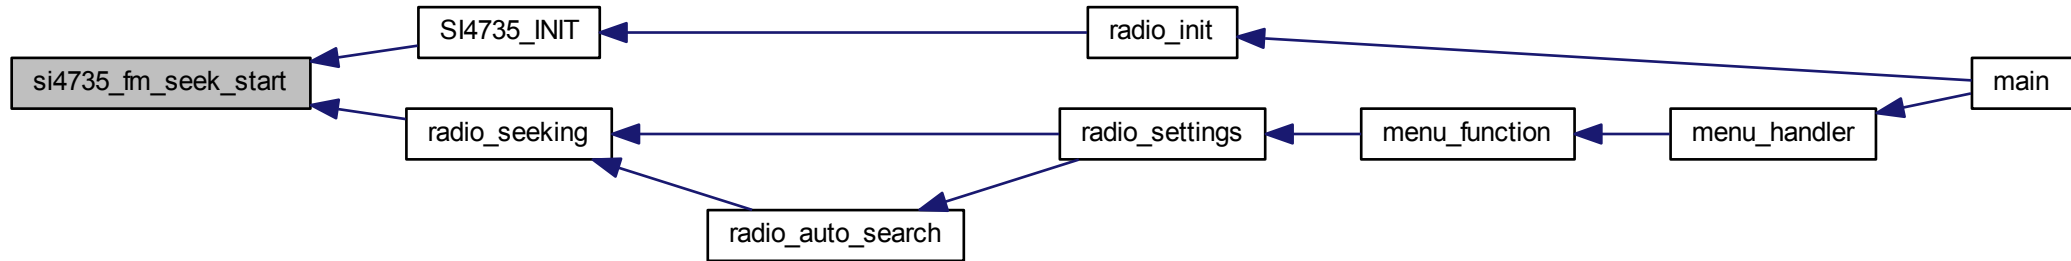 SI4735_INIT
radio_init
si4735_fm_seek_start
main
radio_seeking
radio_settings
menu_function
menu_handler
radio_auto_search